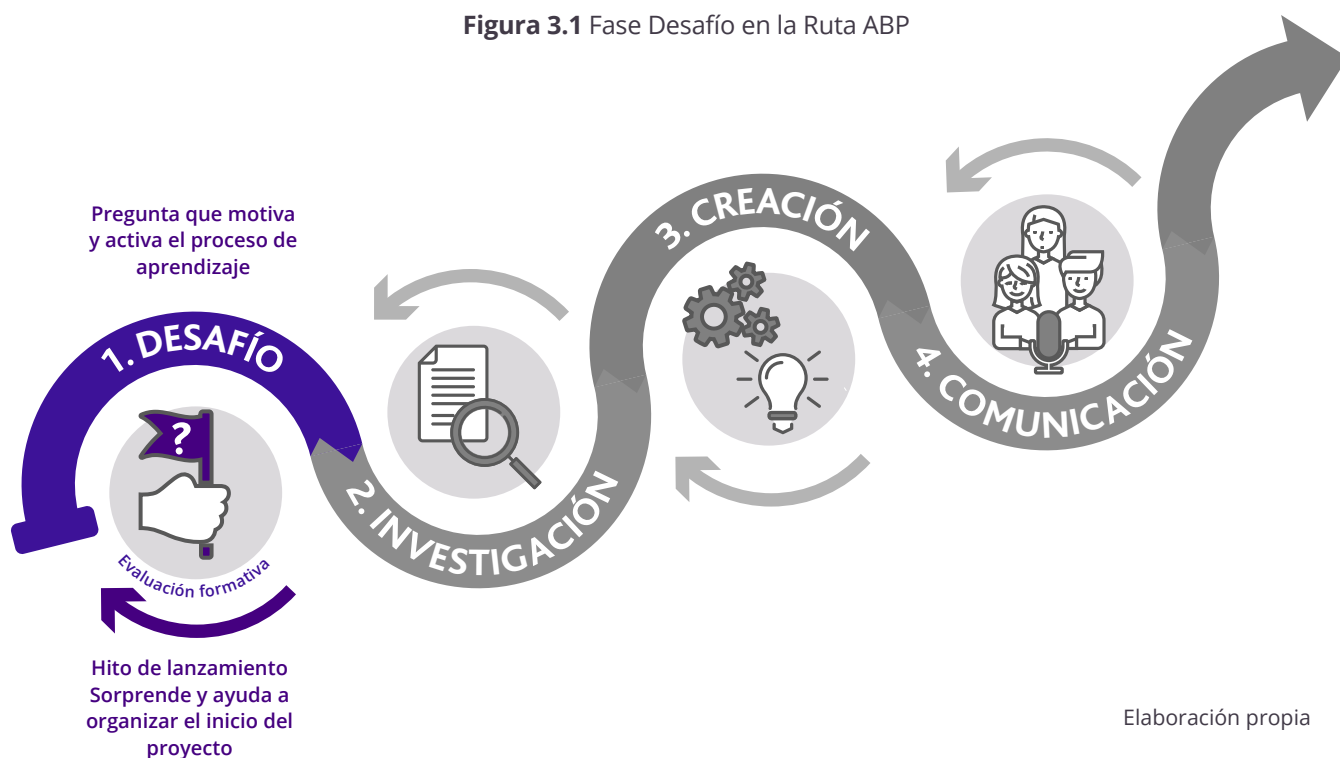 Figura 3.1 Fase Desafío en la Ruta ABP
Pregunta que motiva
y activa el proceso de
aprendizaje
1. DESAFÍO
?
Evaluación formativa
Hito de lanzamiento
Sorprende y ayuda a
organizar el inicio del
proyecto
2. INVESTIGACIÓN
3. CREACIÓN
4. COMUNICACIÓN
Elaboración propia